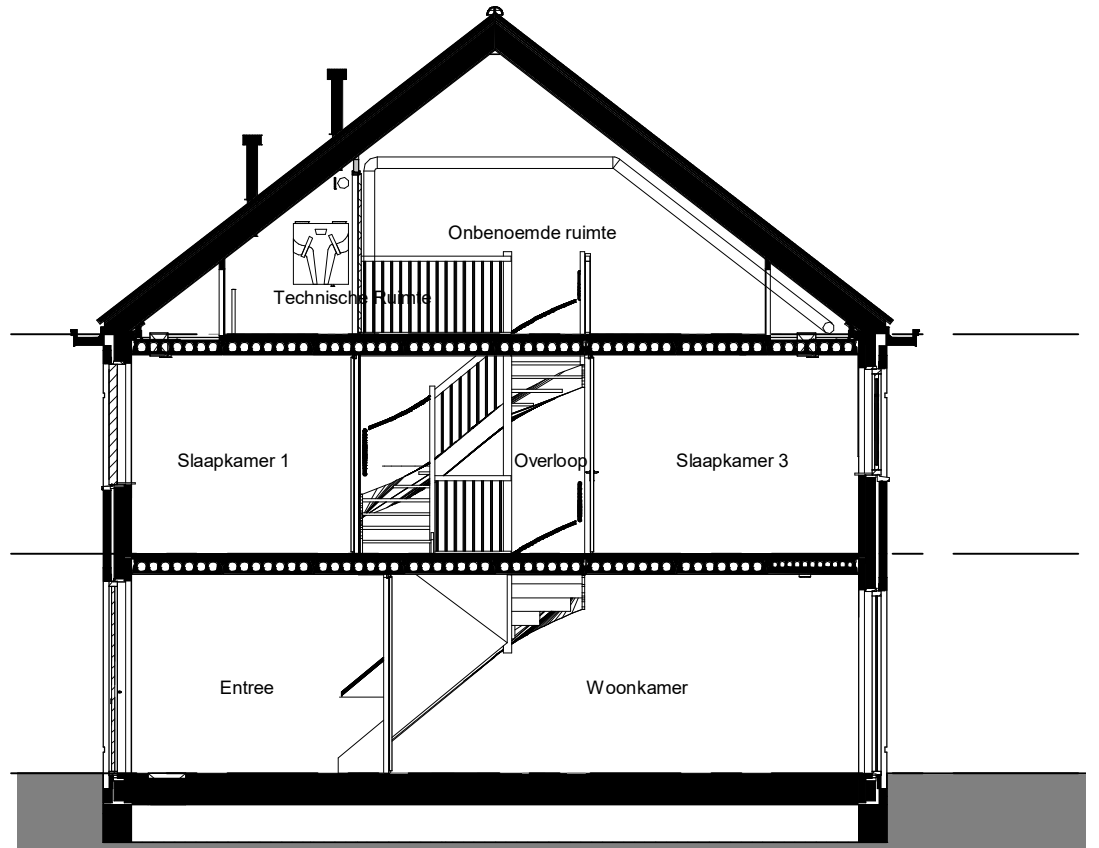 Onbenoemde ruimte
Technische Ruimte
Slaapkamer 1
Overloop
Slaapkamer 3
Entree
Woonkamer